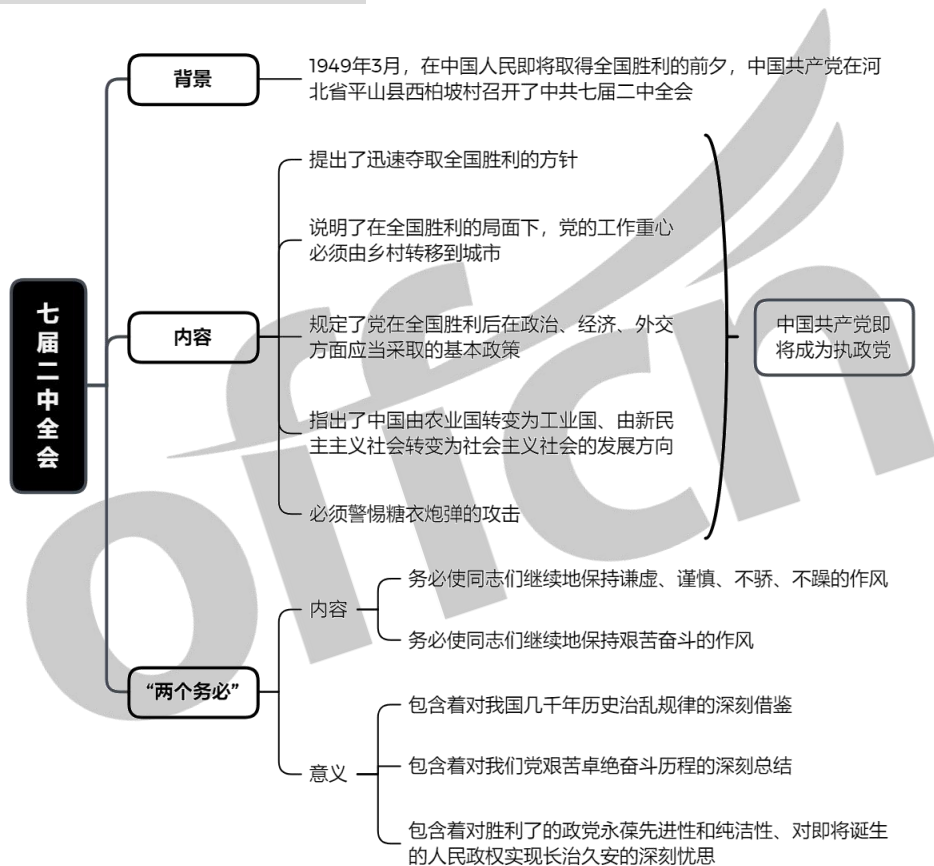 背景
1949年3月，在中国人民即将取得全国胜利的前夕，中国共产党在河
北省平山县西柏坡村召开了中共七届二中全会
提出了迅速夺取全国胜利的方针
说明了在全国胜利的局面下，党的工作重心
必须由乡村转移到城市
七届二中全会
内容
规定了党在全国胜利后在政治、经济、外交
方面应当采取的基本政策
中国共产党即
将成为执政党
指出了中国由农业国转变为工业国、由新民
主主义社会转变为社会主义社会的发展方向
必须警惕糖衣炮弹的攻击
内容
务必使同志们继续地保持谦虚、谨慎、不骄、不躁的作风
务必使同志们继续地保持艰苦奋斗的作风
“两个务必”
意义
包含着对我国几千年历史治乱规律的深刻借鉴
包含着对我们党艰苦卓绝奋斗历程的深刻总结
包含着对胜利了的政党永葆先进性和纯洁性、对即将诞生
的人民政权实现长治久安的深刻忧思
offcn